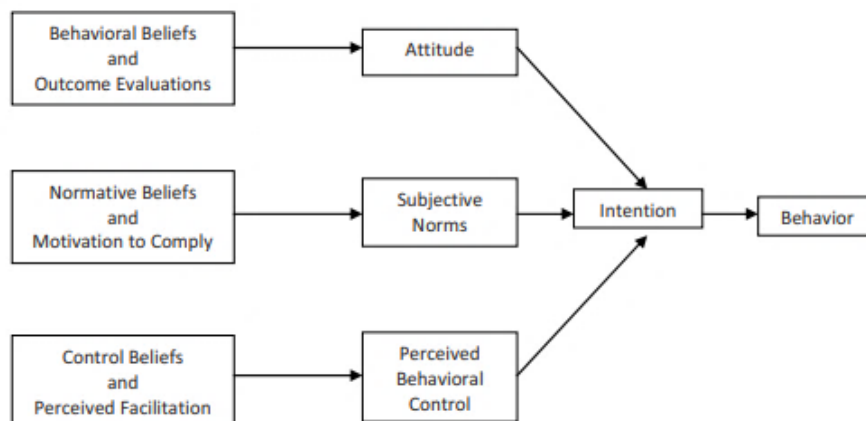 Behavioral Beliefs
and
Outcome Evaluations
Attitude
Normative Beliefs
and
Motivation to Comply
Subjective
Norms
Intention
Behavior
Control Beliefs
and
Perceived Facilitation
Perceived
Behavioral
Control